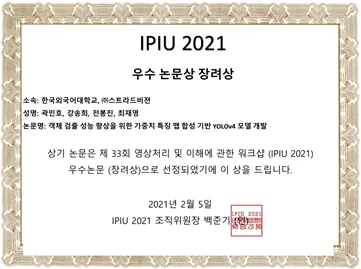 IPIU 2021
우수 논문상 장려상
소속: 한국외국어대학교, ㈜스트라드비젼
성명: 곽민호, 강송희, 전봉진, 최재영
논문명: 객체 검출 성능 향상을 위한 가중치 특징 맵 합성 기반 YOLOv4 모델 개발
상기 논문은 제 33회 영상처리 및 이해에 관한 워크샵 (IPIU 2021)
우수논문 (장려상)으로 선정되었기에 이 상을 드립니다.
2021년 2월 5일
IPIU 2021 조직위원장 백준기 (인)
IPIU 2021